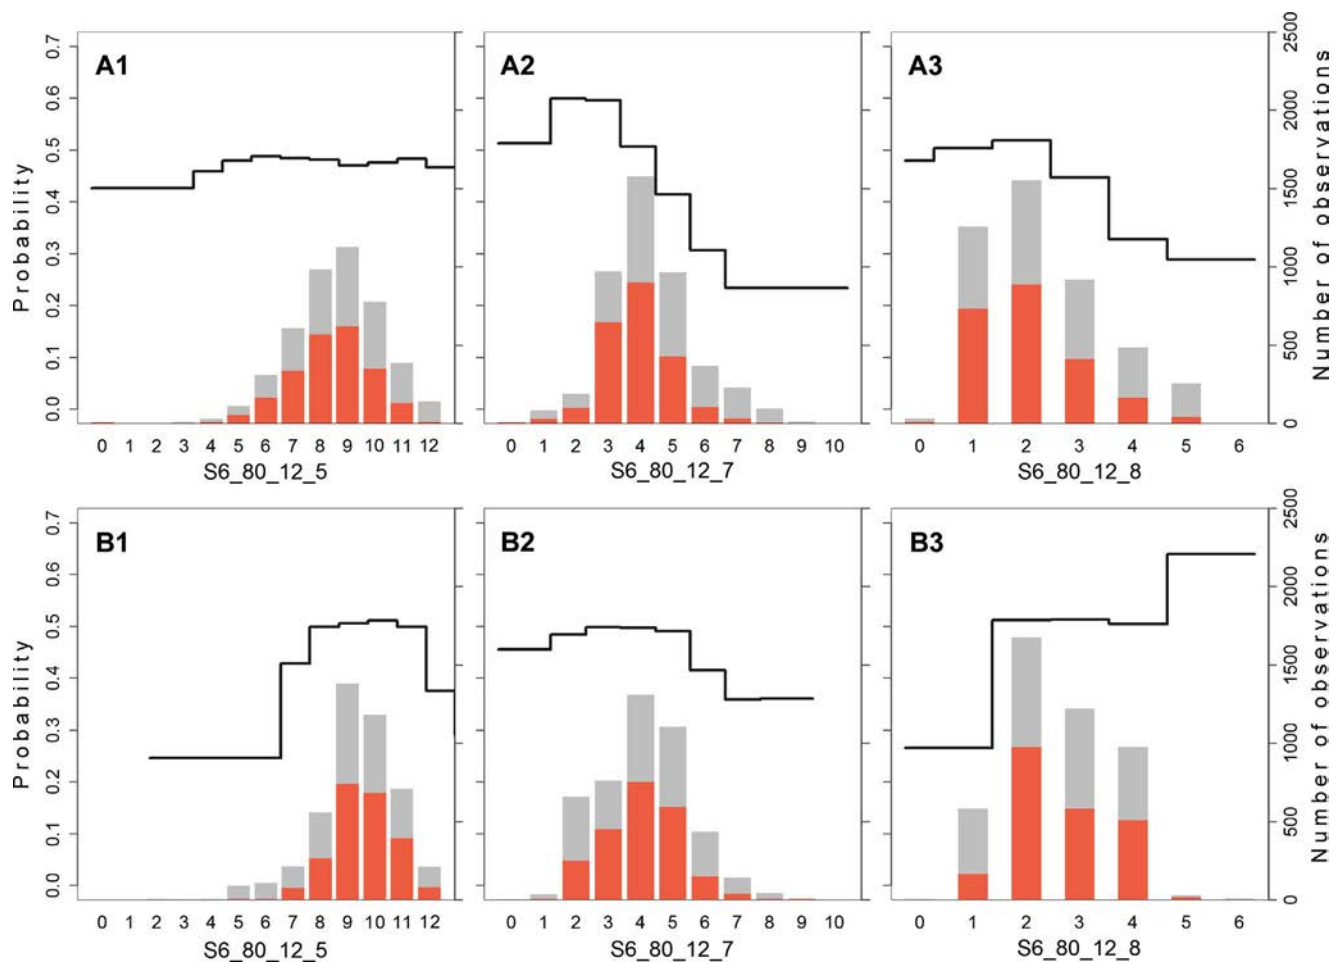 A1 A2 A3
Probability
0.7
0.6
0.5
0.4
0.3
0.2
0.1
0.0
2500
2000
1500
1000
500
0
Number of observations
0 1 2 3 4 5 6 7 8 9 10 11 12
S6_80_12_5
0 1 2 3 4 5 6 7 8 9 10
S6_80_12_7
0 1 2 3 4 5 6
S6_80_12_8
B1 B2 B3
Probability
0.7
0.6
0.5
0.4
0.3
0.2
0.1
0.0
2500
2000
1500
1000
500
0
Number of observations
0 1 2 3 4 5 6 7 8 9 10 11 12
S6_80_12_5
0 1 2 3 4 5 6 7 8 9 10
S6_80_12_7
0 1 2 3 4 5 6
S6_80_12_8